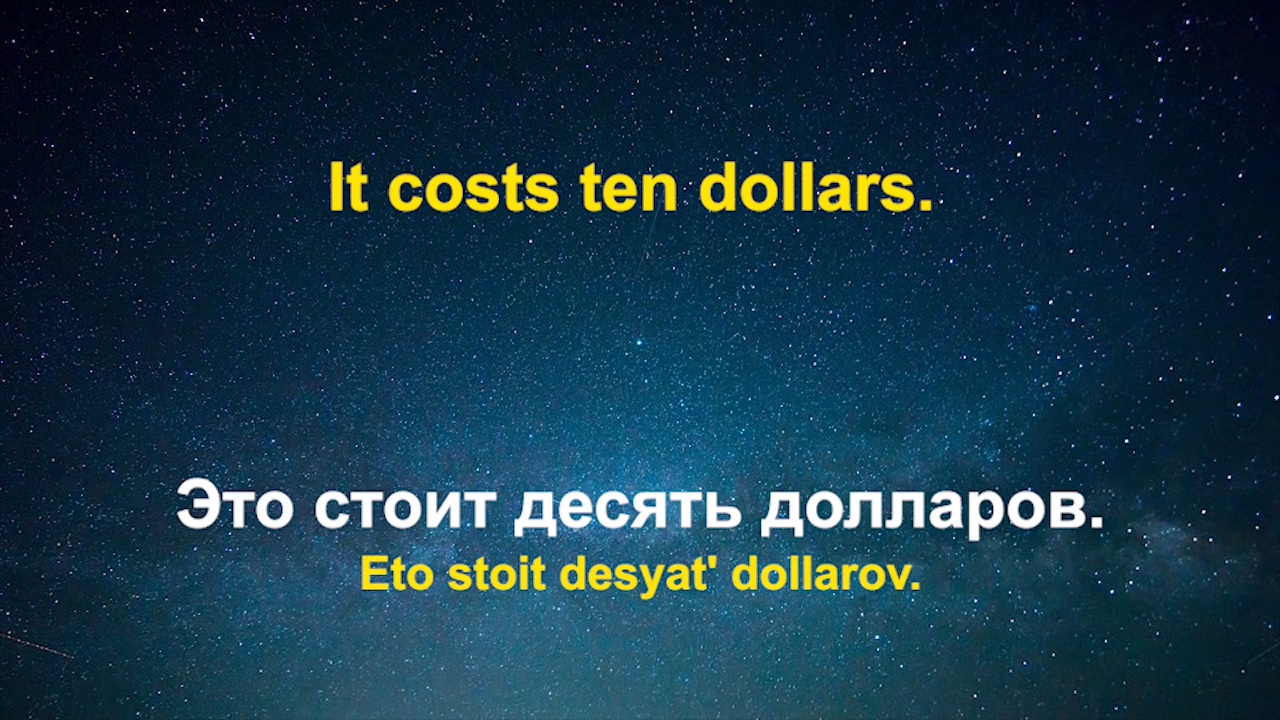 It costs ten dollars.
Это стоит десять долларов.
Eto stoit desyat' dollarov.